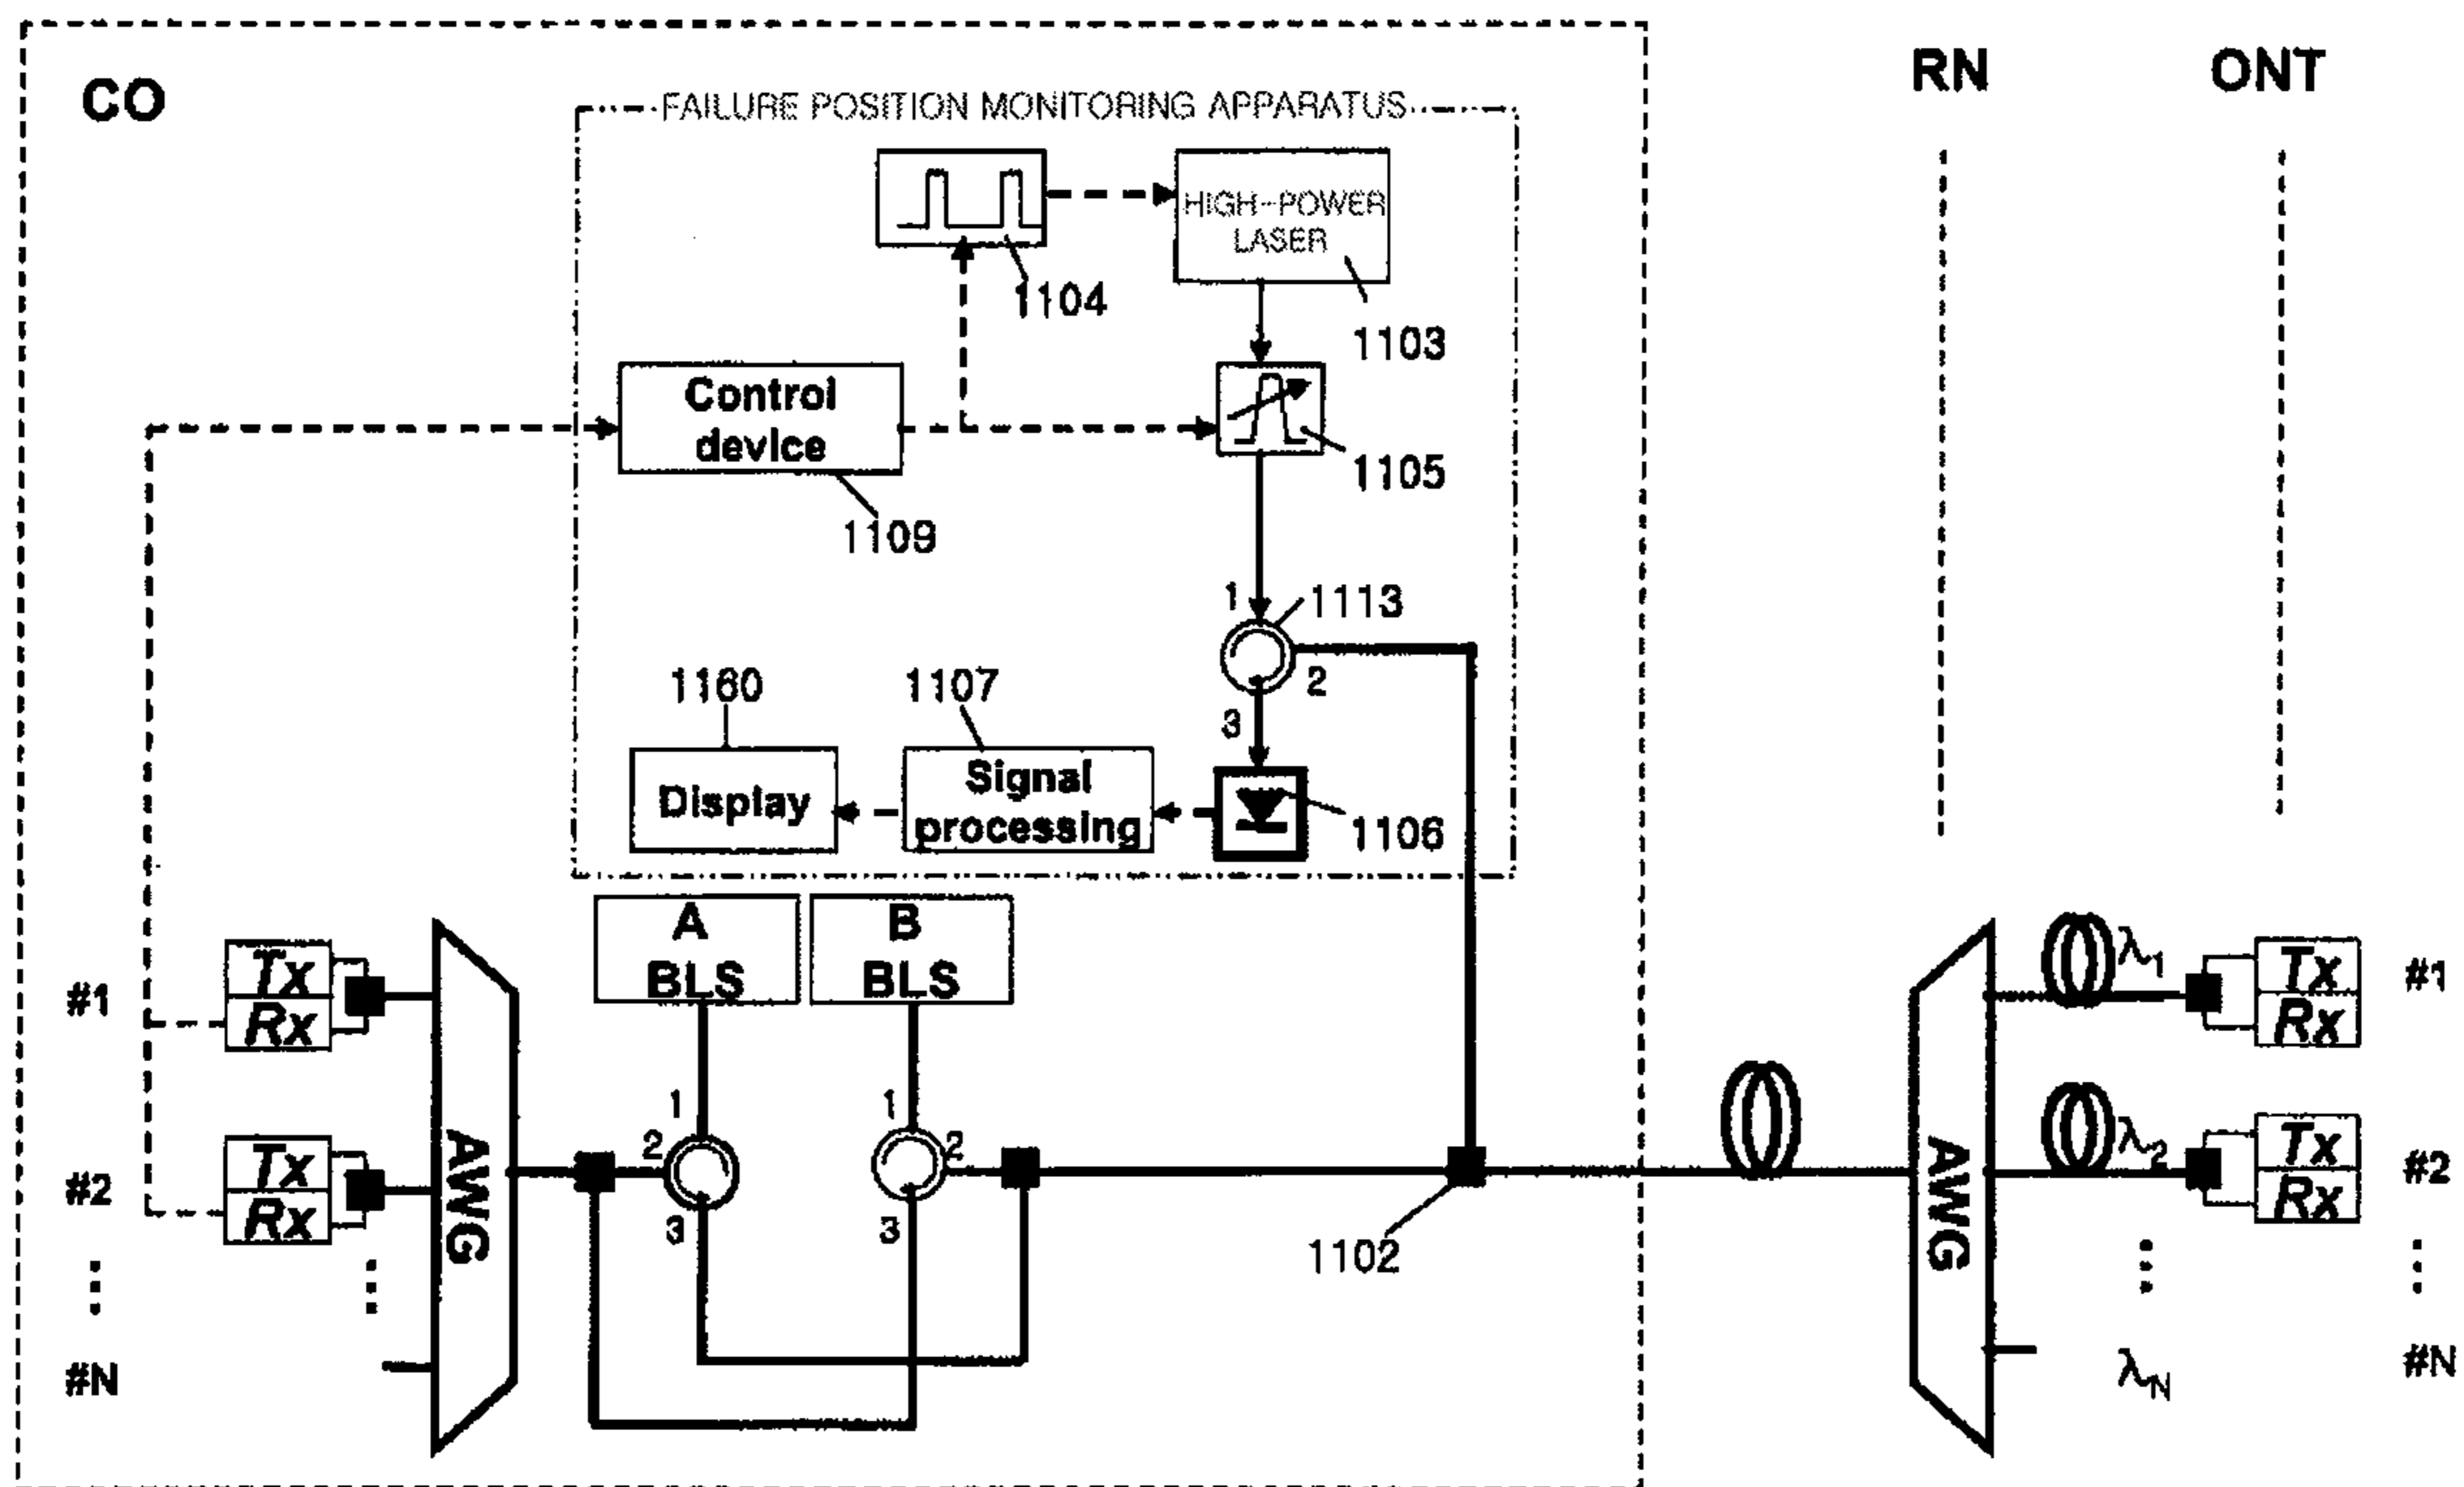 CO
RN
ONT
FAILURE POSITION MONITORING APPARATUS
HIGH-POWER
LASER
1104
1103
Control
device
1105
1109
1
1113
2
3
1160
1107
Display
Signal
processing
1106
A
BLS
B
BLS
#1
Tx
Rx
λ1
Tx
Rx
#1
1
2
3
1
2
3
#2
Tx
Rx
AWG
1102
AWG
λ2
Tx
Rx
#2
#N
λN
#N